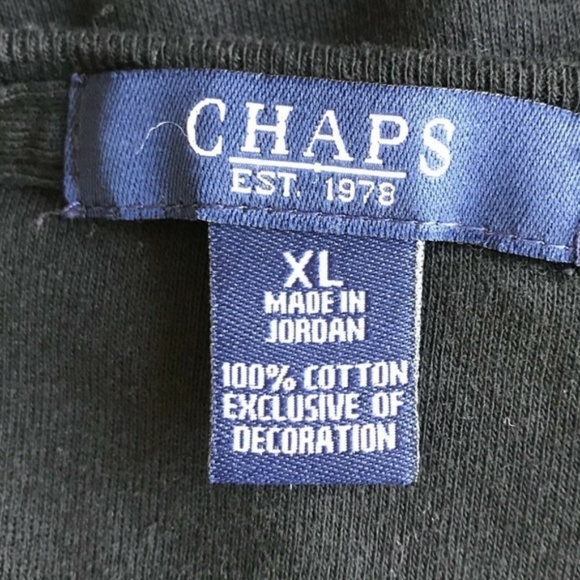 CHAPS
EST. 1978
XL
MADE IN
JORDAN
100% COTTON
EXCLUSIVE OF
DECORATION